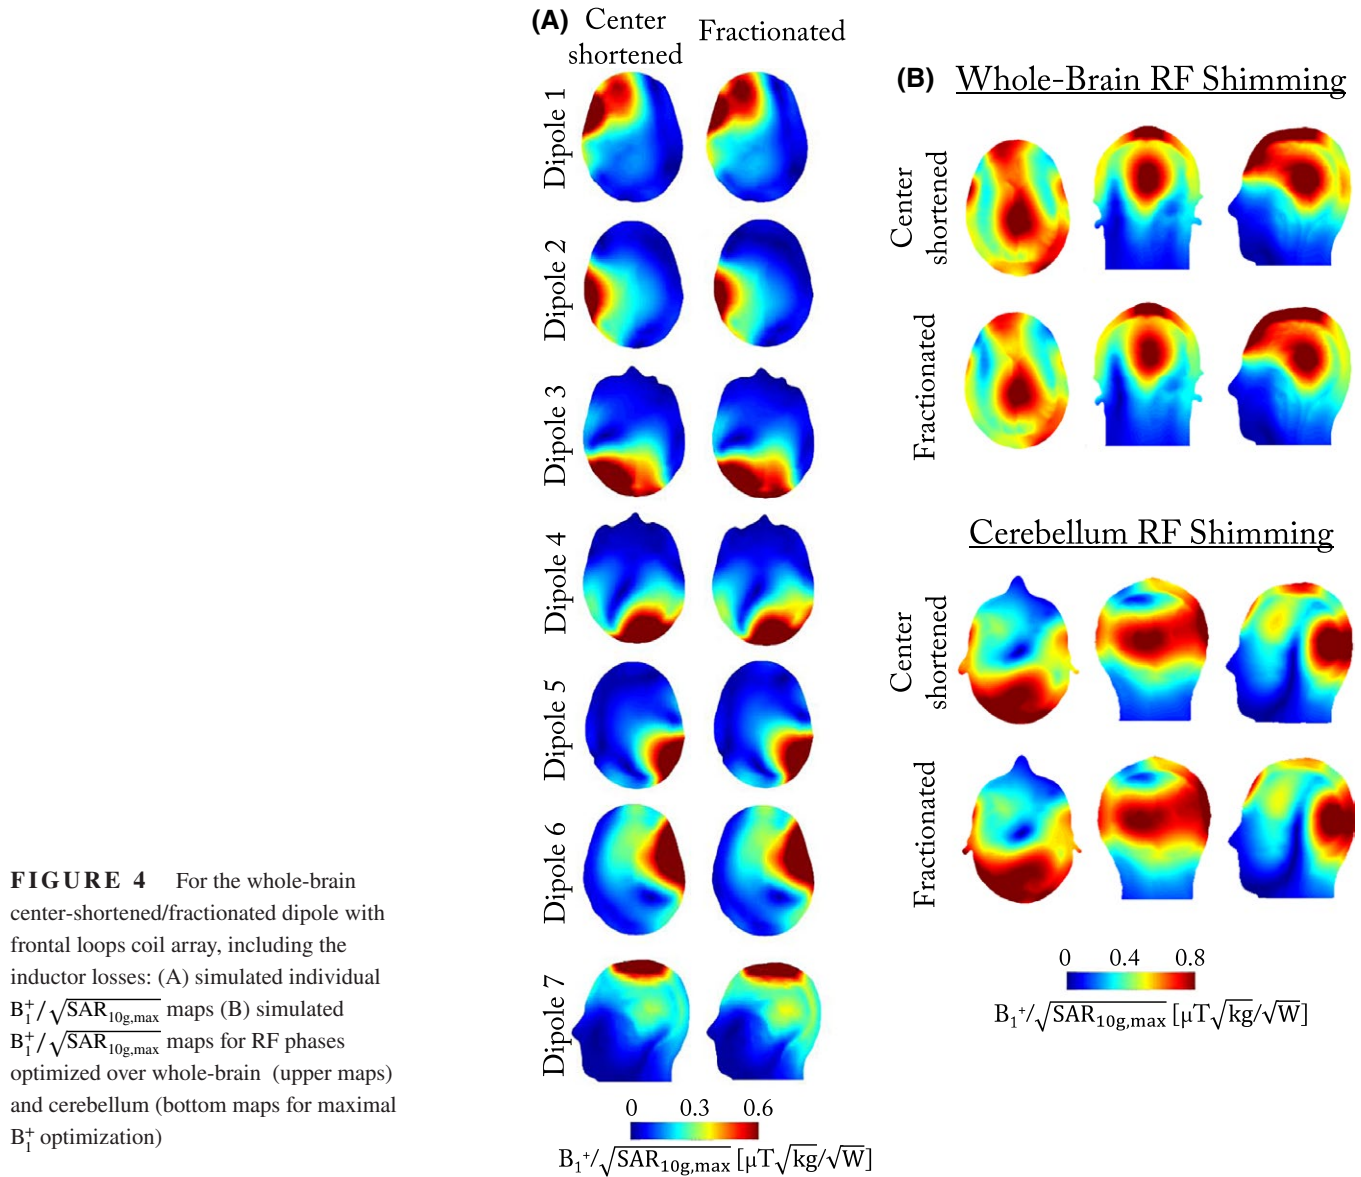 (A) Center shortened Fractionated
Dipole 1
Dipole 2
Dipole 3
Dipole 4
Dipole 5
Dipole 6
Dipole 7
0 0.3 0.6
B₁⁺/√SAR₁₀g,max [μT√kg/√W]
(B) Whole-Brain RF Shimming
Center
shortened
Fractionated
Cerebellum RF Shimming
Center
shortened
Fractionated
0 0.4 0.8
B₁⁺/√SAR₁₀g,max [μT√kg/√W]
FIGURE 4 For the whole-brain
center-shortened/fractionated dipole with
frontal loops coil array, including the
inductor losses: (A) simulated individual
B₁⁺/√SAR₁₀g,max maps (B) simulated
B₁⁺/√SAR₁₀g,max maps for RF phases
optimized over whole-brain (upper maps)
and cerebellum (bottom maps for maximal
B₁⁺ optimization)